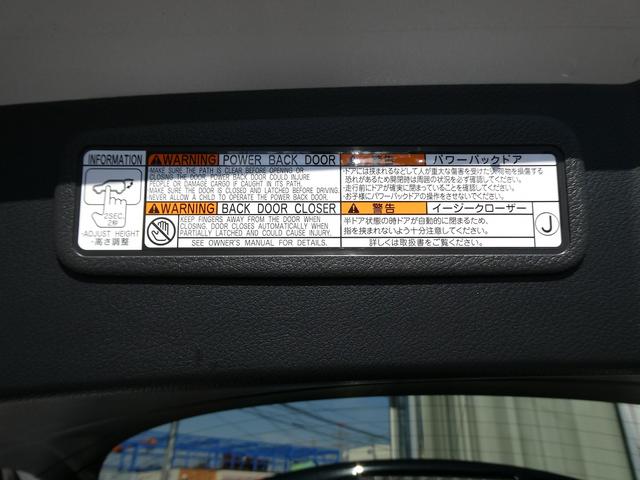 INFORMATION
2SEC.
2秒
-ADJUST HEIGHT
-高さ調整
WARNING POWER BACK DOOR
MAKE SURE THE PATH IS CLEAR BEFORE OPENING OR
CLOSING. POWER BACK DOOR COULD INJURE
PEOPLE OR DAMAGE CARGO IF CAUGHT IN ITS PATH.
MAKE SURE THE DOOR IS CLOSED AND LATCHED BEFORE DRIVING.
NEVER ALLOW A CHILD TO OPERATE THE POWER BACK DOOR.
WARNING BACK DOOR CLOSER
KEEP FINGERS AWAY FROM THE DOOR WHEN
CLOSING. DOOR CLOSES AUTOMATICALLY WHEN
PARTIALLY LATCHED AND COULD CAUSE INJURY.
SEE OWNER'S MANUAL FOR DETAILS.
警告 パワーバックドア
・ドアには挟まれるなどして人が重大な傷害を受けたり荷物を損傷する
恐れがあるため開閉時は周囲の状況を必ず確認してください。
・走行前にドアが確実に閉まっていることを確認してください。
・お子様にパワーバックドアの操作をさせないでください。
警告 イージークローザー
半ドア状態の時ドアが自動的に閉まるため、
指を挟まれないよう十分注意してください。
詳しくは取扱書をご覧ください。
J